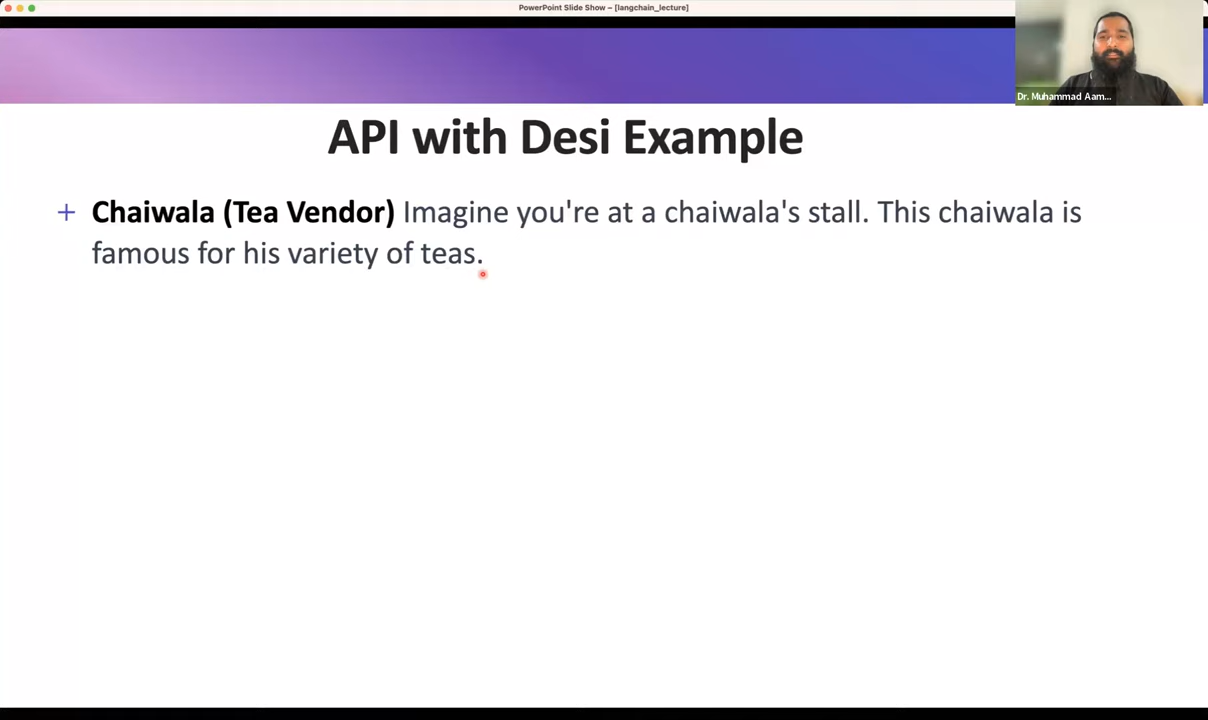 PowerPoint Slide Show – [langchain_lecture]
Dr. Muhammad Aam...
API with Desi Example
+ Chaiwala (Tea Vendor) Imagine you're at a chaiwala's stall. This chaiwala is
famous for his variety of teas.